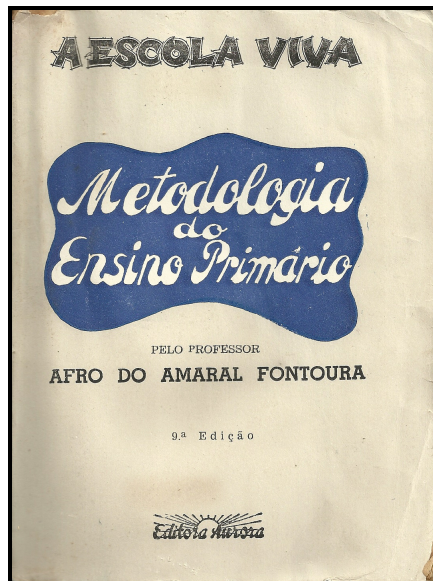 A ESCOLA VIVA
Metodologia
do
Ensino Primário
PELO PROFESSOR
AFRO DO AMARAL FONTOURA
9.ª Edição
Editora Aurora